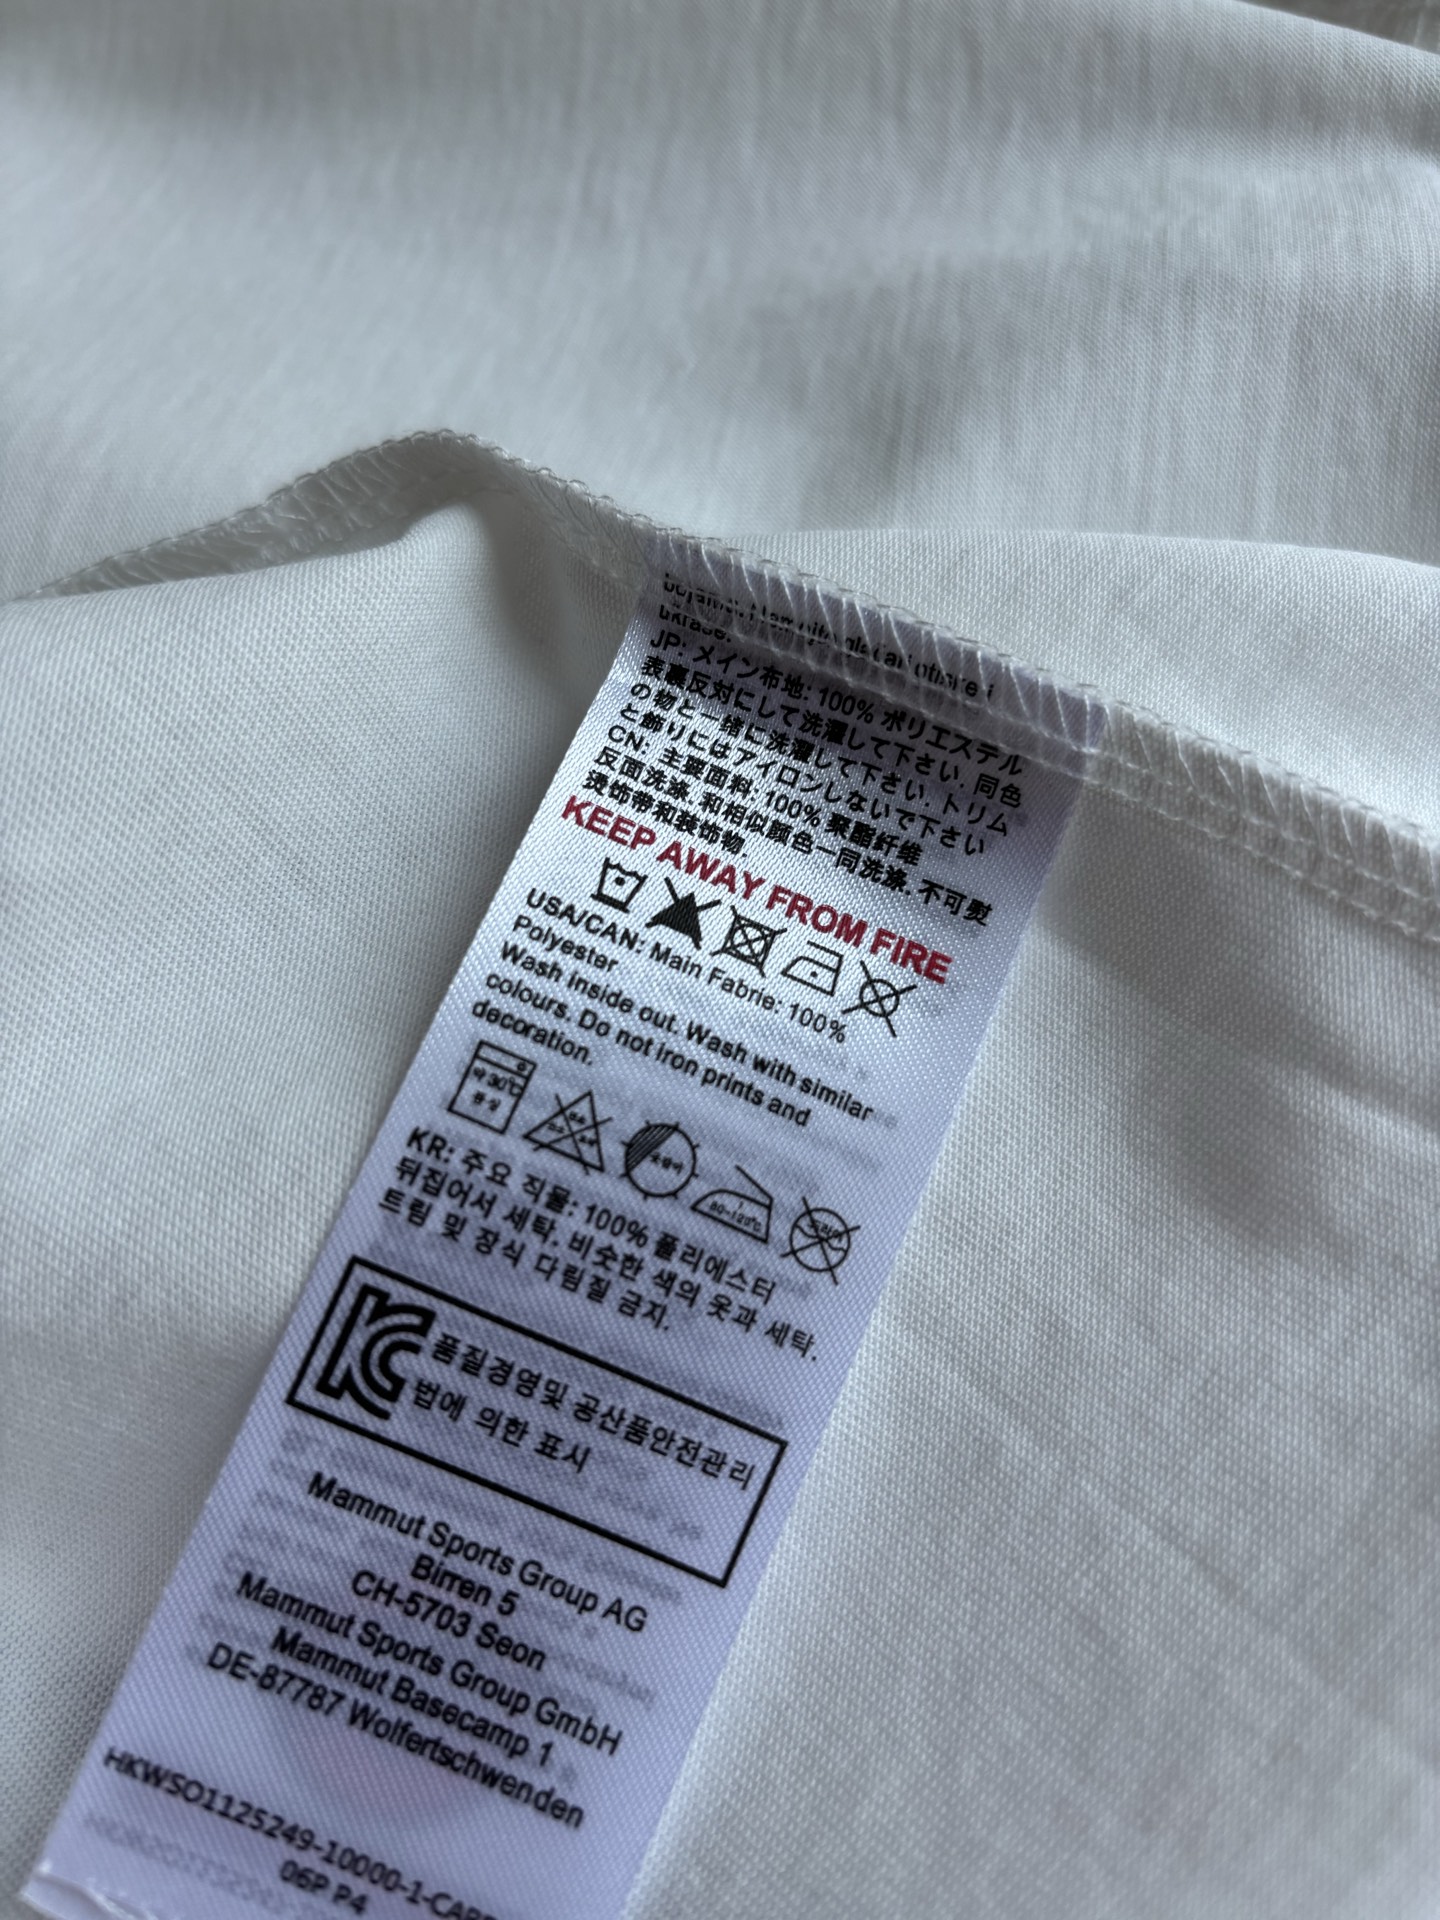 JP: メイン布地: 100% ポリエステル
表裏反対にして洗濯して下さい. 同色
の物と一緒に洗濯して下さい. トリム
と飾りにはアイロンしないで下さい
CN: 主要面料: 100% 聚酯纤维
反面洗涤. 和相似颜色一同洗涤. 不可熨
烫饰带和装饰物.
KEEP AWAY FROM FIRE
USA/CAN: Main Fabric: 100%
Polyester
Wash inside out. Wash with similar
colours. Do not iron prints and
decoration.
약 30℃
중성
80-120℃
드라이
KR: 주요 직물: 100% 폴리에스터
뒤집어서 세탁. 비슷한 색의 옷과 세탁.
트림 및 장식 다림질 금지.
품질경영및 공산품안전관리
법에 의한 표시
Mammut Sports Group AG
Birren 5
CH-5703 Seon
Mammut Sports Group GmbH
Mammut Basecamp 1
DE-87787 Wolfertschwenden
06P P4